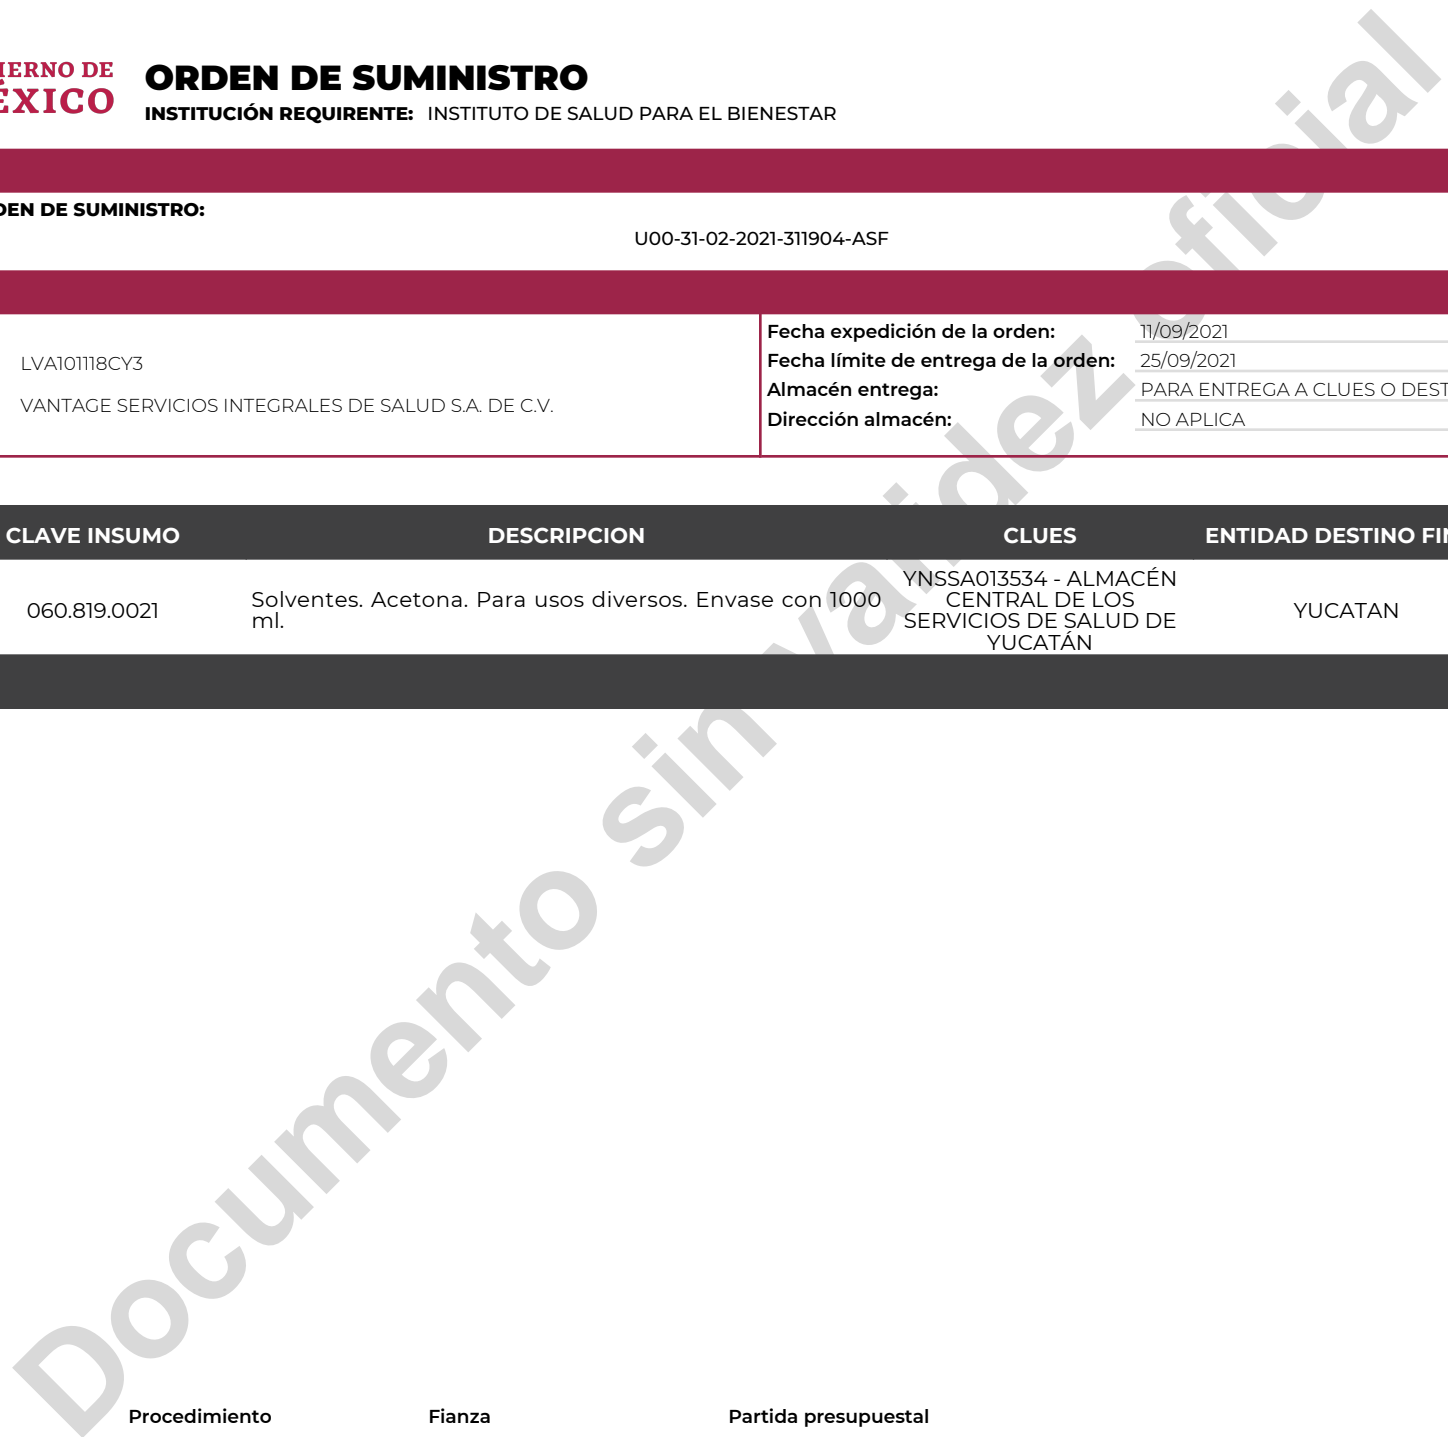 IERNO DE
ÉXICO
ORDEN DE SUMINISTRO
INSTITUCIÓN REQUIRENTE: INSTITUTO DE SALUD PARA EL BIENESTAR
DEN DE SUMINISTRO:
U00-31-02-2021-311904-ASF
LVA101118CY3
VANTAGE SERVICIOS INTEGRALES DE SALUD S.A. DE C.V.
Fecha expedición de la orden: 11/09/2021
Fecha límite de entrega de la orden: 25/09/2021
Almacén entrega: PARA ENTREGA A CLUES O DEST
Dirección almacén: NO APLICA
CLAVE INSUMO DESCRIPCION CLUES ENTIDAD DESTINO FIN
060.819.0021
Solventes. Acetona. Para usos diversos. Envase con 1000
ml.
YNSSA013534 - ALMACÉN
CENTRAL DE LOS
SERVICIOS DE SALUD DE
YUCATÁN
YUCATAN
Documento sin validez oficial
Procedimiento Fianza Partida presupuestal